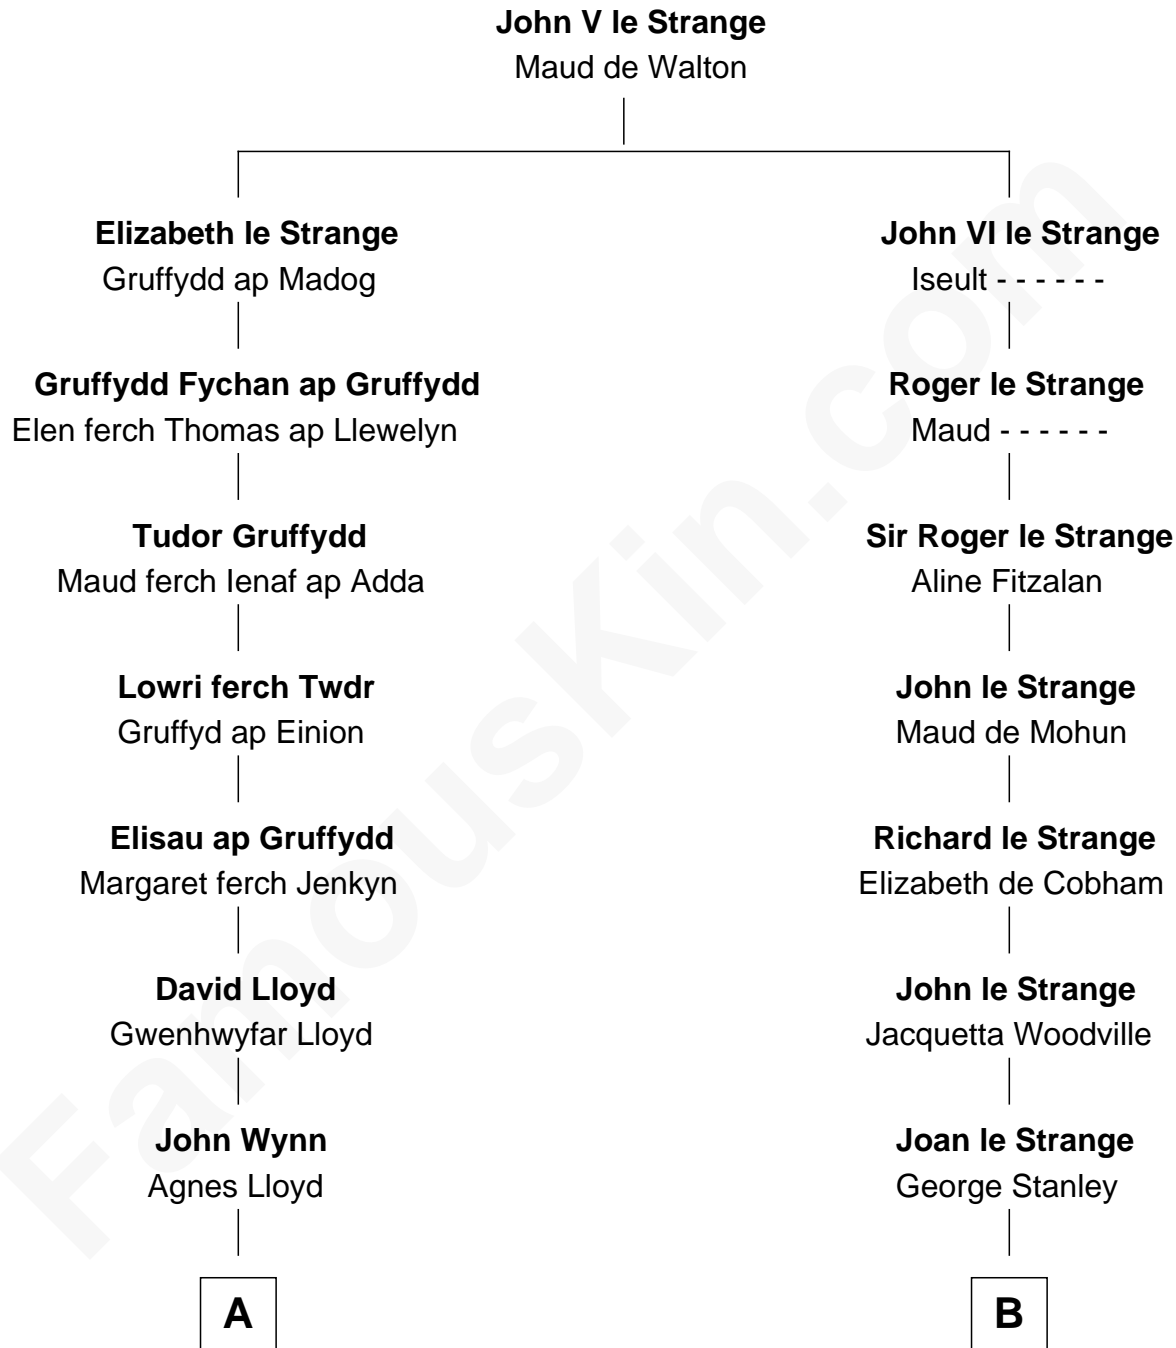 John V le Strange
Maud de Walton
Elizabeth le Strange
Gruffydd ap Madog
John VI le Strange
Iseult - - - - - -
Gruffydd Fychan ap Gruffydd
Elen ferch Thomas ap Llewelyn
Roger le Strange
Maud - - - - - -
Tudor Gruffydd
Maud ferch Ienaf ap Adda
Sir Roger le Strange
Aline Fitzalan
Lowri ferch Twdr
Gruffyd ap Einion
John le Strange
Maud de Mohun
Elisau ap Gruffydd
Margaret ferch Jenkyn
Richard le Strange
Elizabeth de Cobham
David Lloyd
Gwenhwyfar Lloyd
John le Strange
Jacquetta Woodville
John Wynn
Agnes Lloyd
Joan le Strange
George Stanley
A
B
FamousKin.com